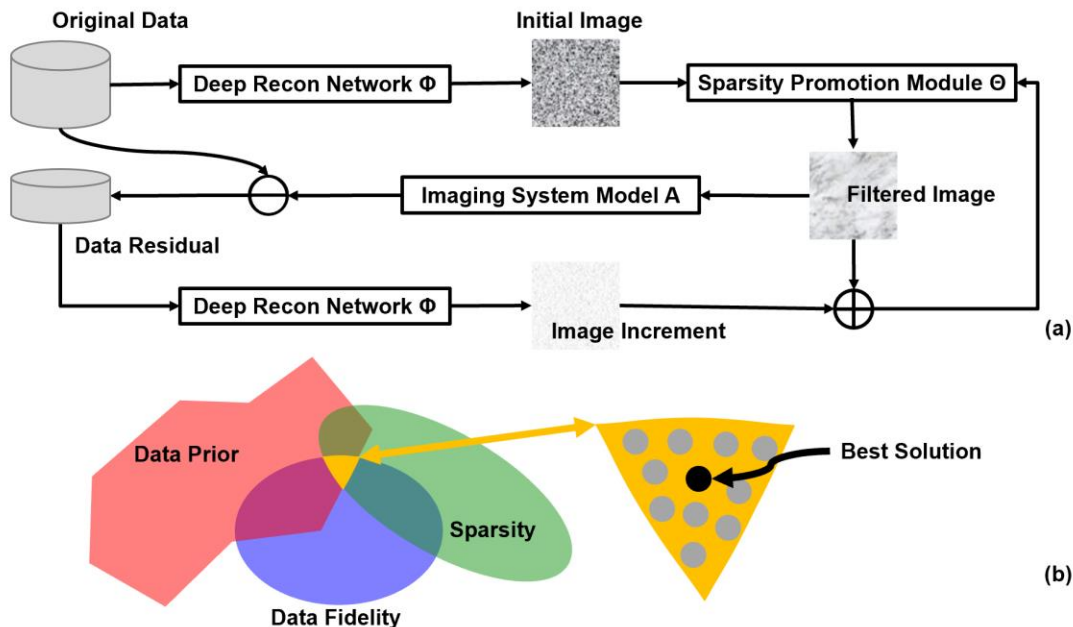 Original Data
Initial Image
Deep Recon Network Φ
Sparsity Promotion Module Θ
Imaging System Model A
Filtered Image
Data Residual
Deep Recon Network Φ
Image Increment
(a)
Data Prior
Best Solution
Sparsity
(b)
Data Fidelity